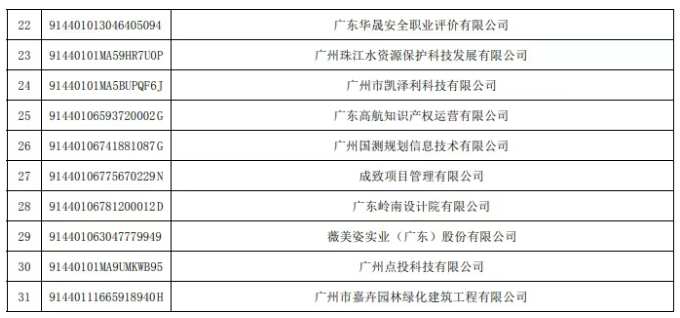 22 914401013046405094 广东华晟安全职业评价有限公司
23 91440101MA59HR7U0P 广州珠江水资源保护科技发展有限公司
24 91440101MA5BUPQF6J 广州市凯泽利科技有限公司
25 91440106593720002G 广东高航知识产权运营有限公司
26 91440106741881087G 广州国测规划信息技术有限公司
27 91440106775670229N 成致项目管理有限公司
28 91440106781200012D 广东岭南设计院有限公司
29 914401063047779949 薇美姿实业（广东）股份有限公司
30 91440101MA9UMKWB95 广州点投科技有限公司
31 91440111665918940H 广州市嘉卉园林绿化建筑工程有限公司